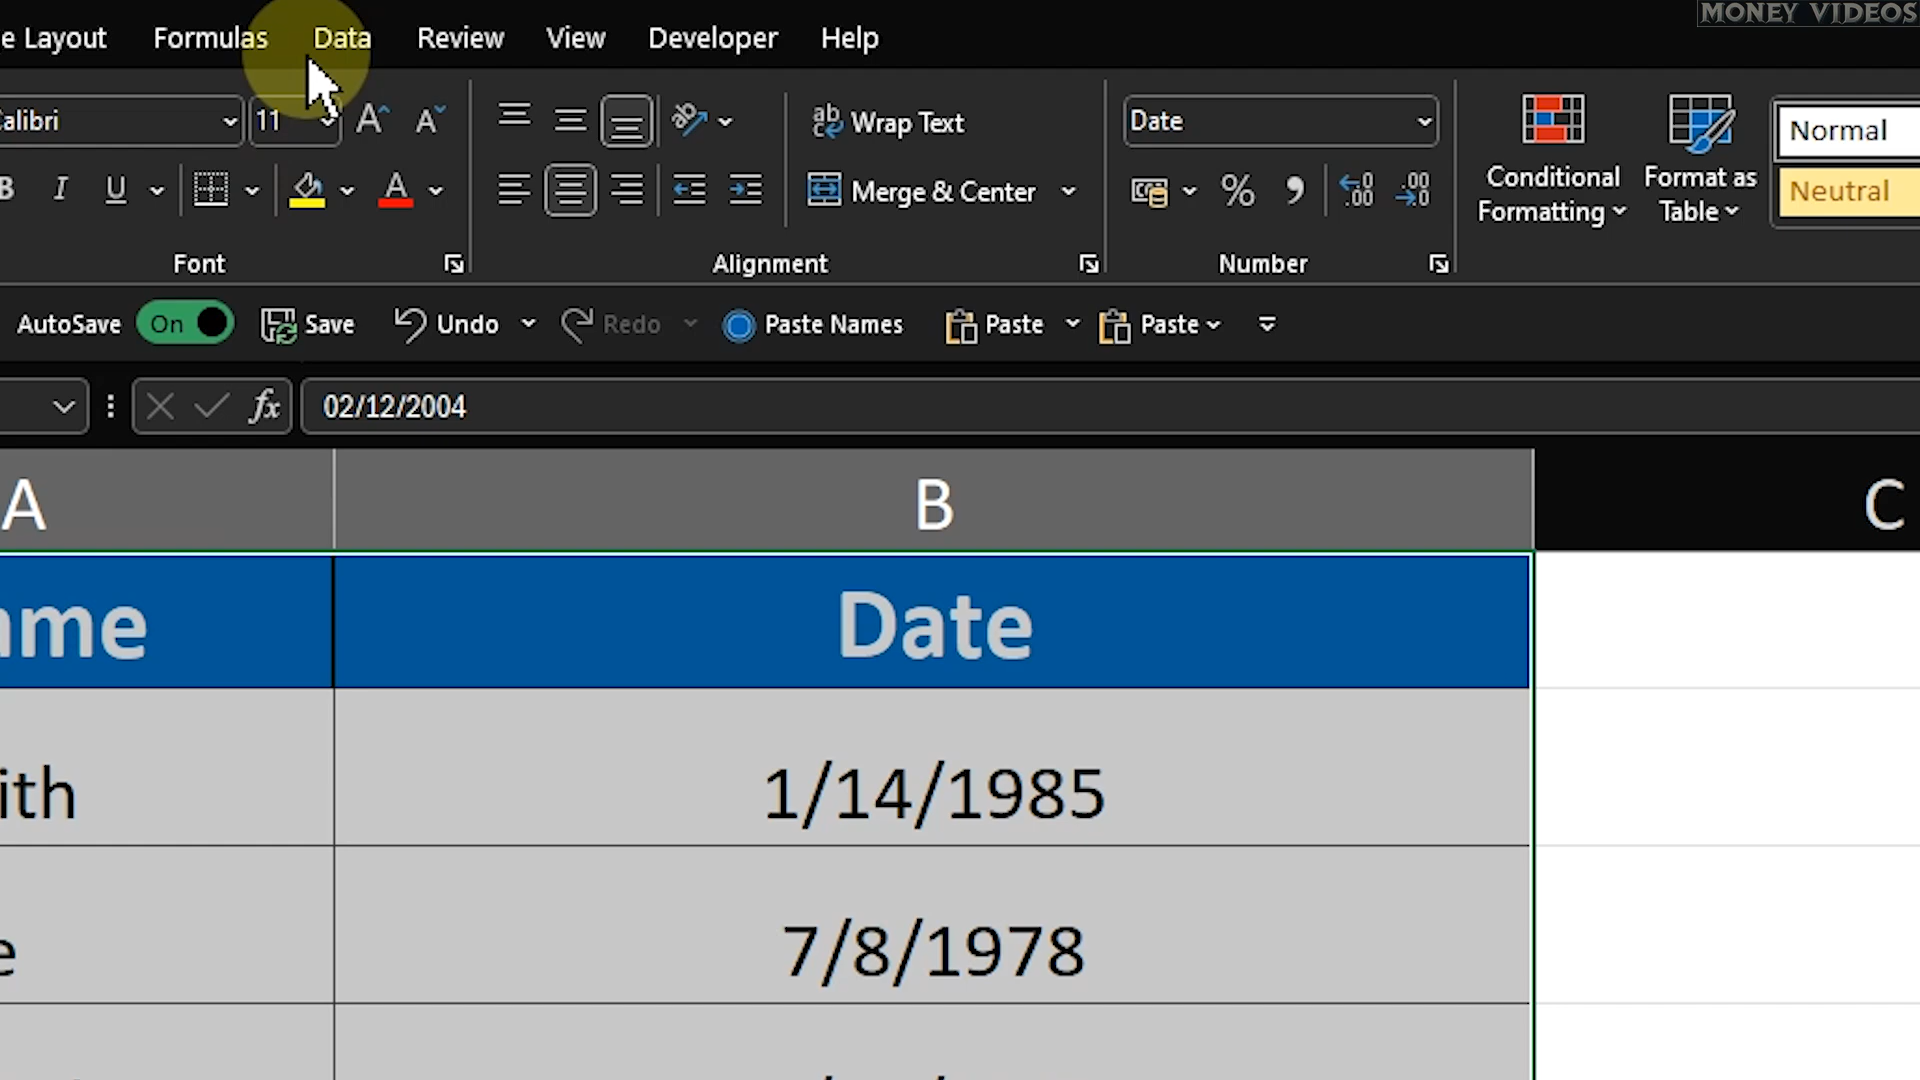 MONEY VIDEOS
e Layout Formulas Data Review View Developer Help
alibri 11 Wrap Text Date Normal
B I U A Merge & Center % Conditional Formatting Format as Table Neutral
Font Alignment Number
AutoSave On Save Undo Redo Paste Names Paste Paste
fx 02/12/2004
A B C
ame Date
ith 1/14/1985
e 7/8/1978